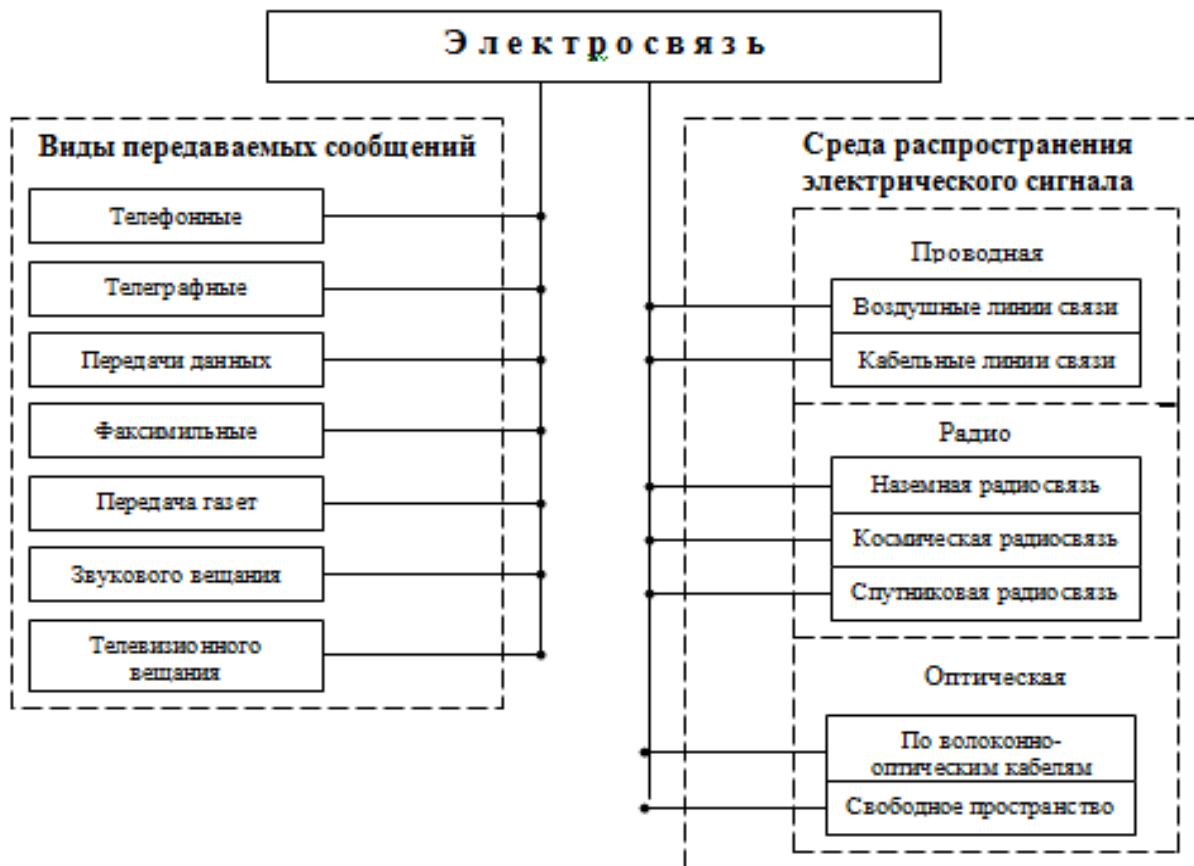 Электросвязь
Виды передаваемых сообщений
Телефонные
Телеграфные
Передачи данных
Факсимильные
Передача газет
Звукового вещания
Телевизионного
вещания
Среда распространения
электрического сигнала
Проводная
Воздушные линии связи
Кабельные линии связи
Радио
Наземная радиосвязь
Космическая радиосвязь
Спутниковая радиосвязь
Оптическая
По волоконно-
оптическим кабелям
Свободное пространство